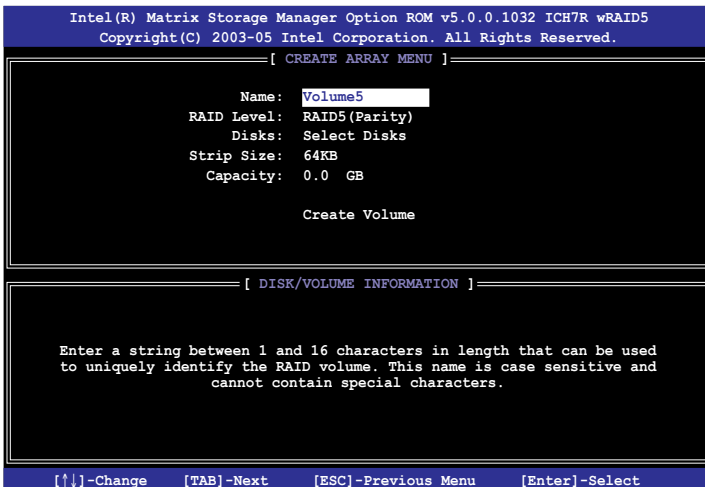 Intel(R) Matrix Storage Manager Option ROM v5.0.0.1032 ICH7R wRAID5
Copyright(C) 2003-05 Intel Corporation. All Rights Reserved.
[ CREATE ARRAY MENU ]
Name: Volume5
RAID Level: RAID5(Parity)
Disks: Select Disks
Strip Size: 64KB
Capacity: 0.0 GB
Create Volume
[ DISK/VOLUME INFORMATION ]
Enter a string between 1 and 16 characters in length that can be used
to uniquely identify the RAID volume. This name is case sensitive and
cannot contain special characters.
[↑↓]-Change [TAB]-Next [ESC]-Previous Menu [Enter]-Select